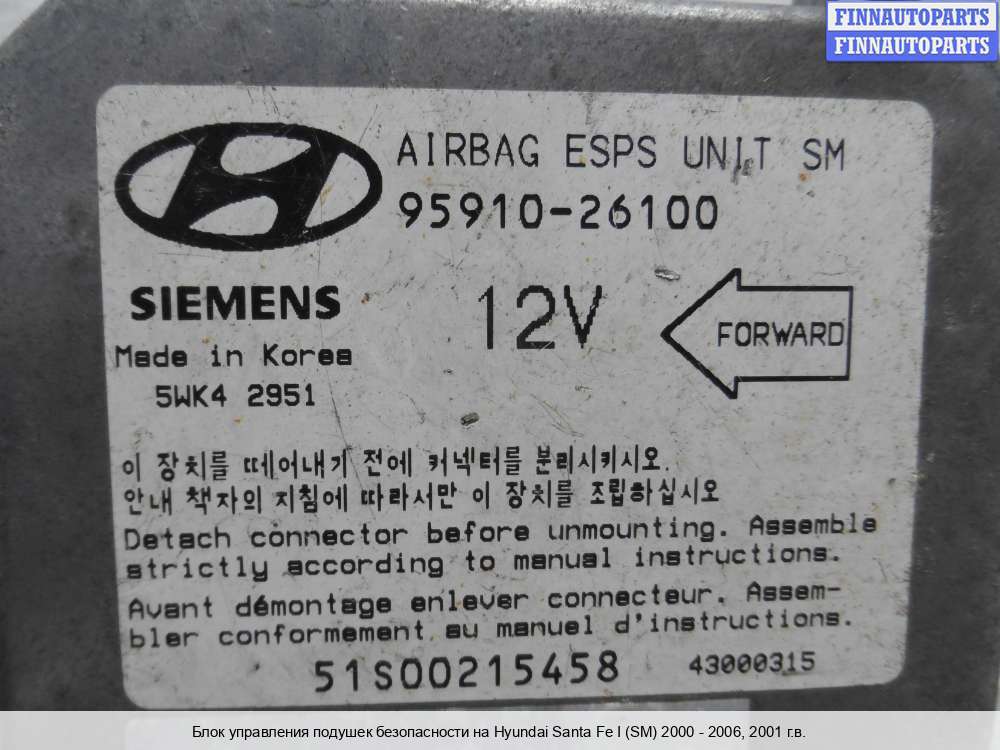 FINNAUTOPARTS
FINNAUTOPARTS
AIRBAG ESPS UNIT SM
95910-26100
SIEMENS
12V
FORWARD
Made in Korea
5WK4 2951
이 장치를 떼어내기 전에 커넥터를 분리시키시오.
안내 책자의 지침에 따라서만 이 장치를 조립하십시오
Detach connector before unmounting. Assemble
strictly according to manual instructions.
Avant démontage enlever connecteur. Assem-
bler conformement au manuel d'instructions.
51S00215458
43000315
Блок управления подушек безопасности на Hyundai Santa Fe I (SM) 2000 - 2006, 2001 г.в.